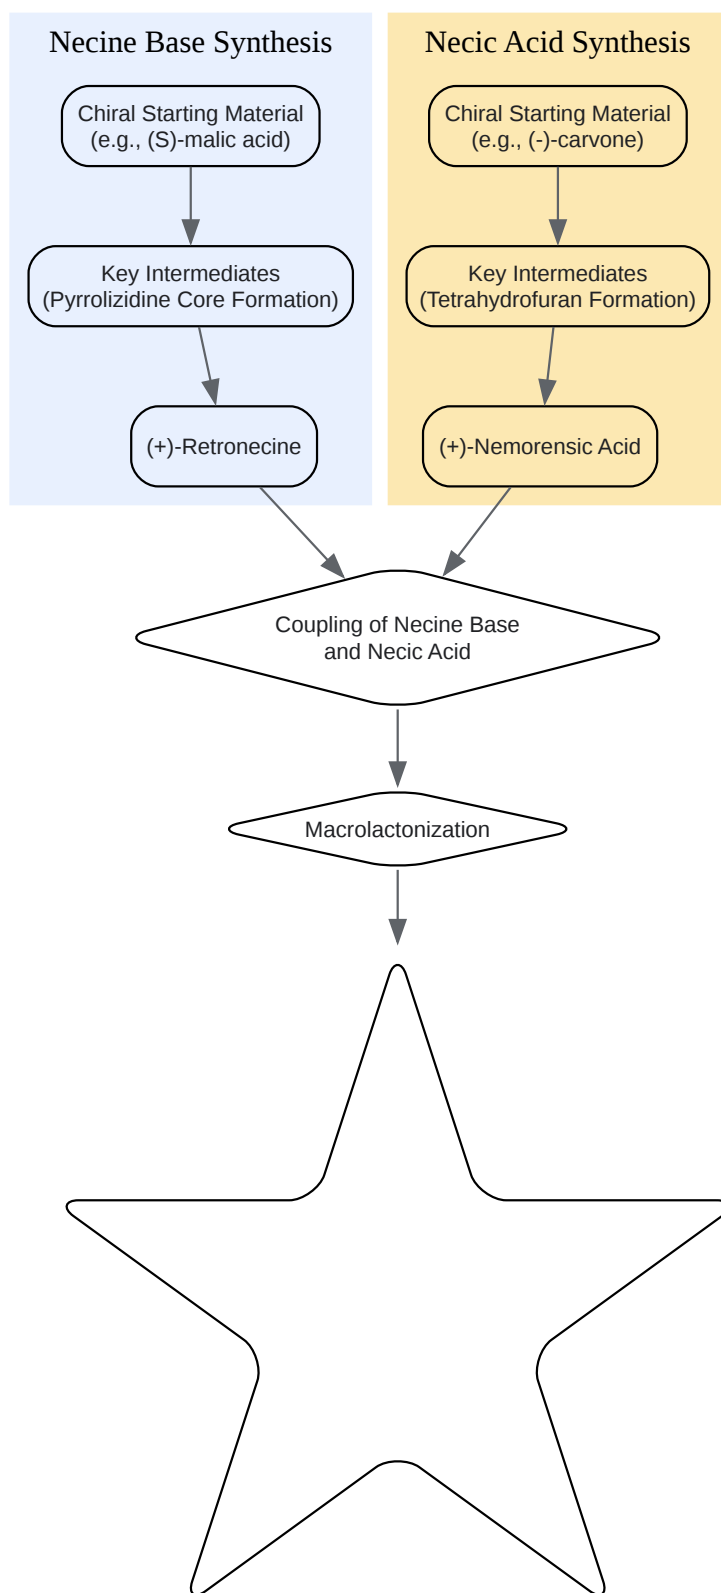 Necine Base Synthesis
Chiral Starting Material
(e.g., (S)-malic acid)
Key Intermediates
(Pyrrolizidine Core Formation)
(+)-Retronecine
Necic Acid Synthesis
Chiral Starting Material
(e.g., (-)-carvone)
Key Intermediates
(Tetrahydrofuran Formation)
(+)-Nemorensic Acid
Coupling of Necine Base
and Necic Acid
Macrolactonization